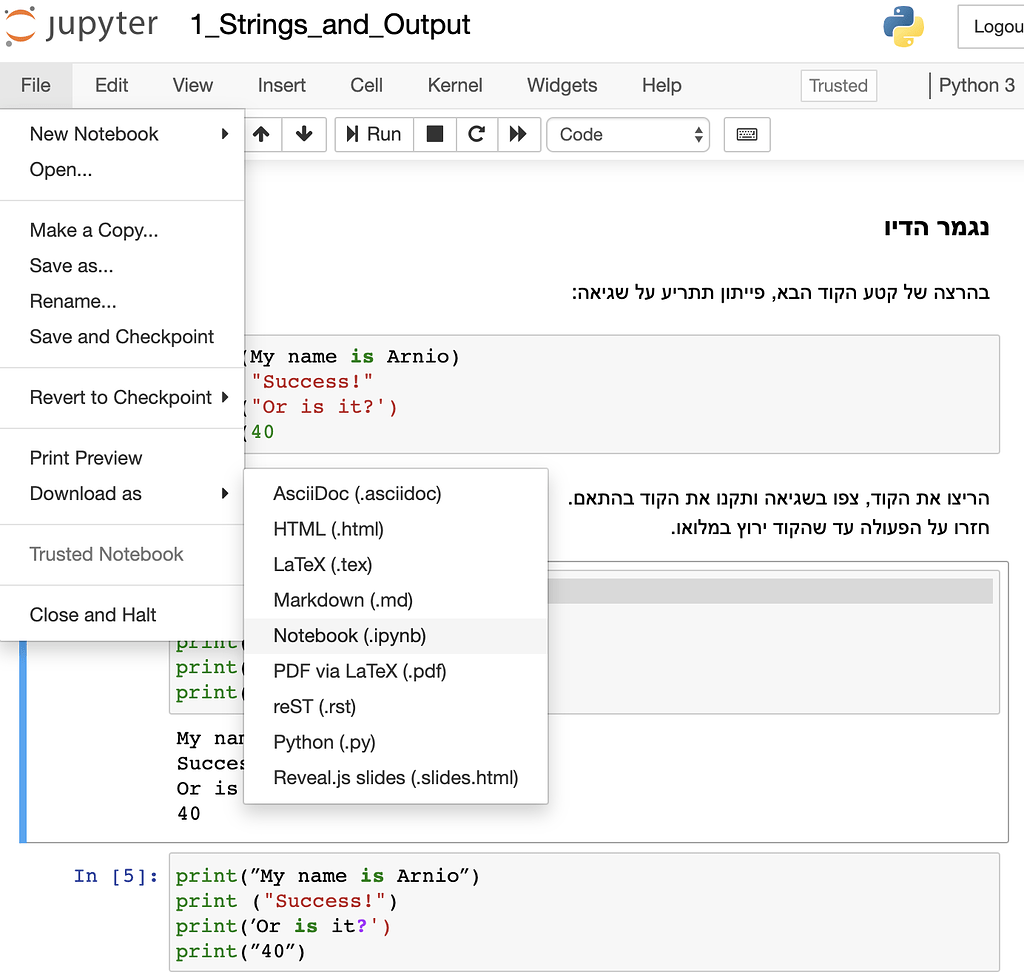 jupyter 1_Strings_and_Output Logou
File Edit View Insert Cell Kernel Widgets Help Trusted Python 3
Run Code
New Notebook
Open...
Make a Copy...
Save as...
Rename...
Save and Checkpoint
Revert to Checkpoint
Print Preview
Download as
Trusted Notebook
Close and Halt
AsciiDoc (.asciidoc)
HTML (.html)
LaTeX (.tex)
Markdown (.md)
Notebook (.ipynb)
PDF via LaTeX (.pdf)
reST (.rst)
Python (.py)
Reveal.js slides (.slides.html)
נגמר הדיו
בהרצה של קטע הקוד הבא, פייתון תתריע על שגיאה:
(My name is Arnio)
"Success!"
("Or is it?')
(40
הריצו את הקוד, צפו בשגיאה ותקנו את הקוד בהתאם.
חזרו על הפעולה עד שהקוד ירוץ במלואו.
print(
print(
print(
My nam
Succes
Or is
40
In [5]:
print(”My name is Arnio”)
print ("Success!")
print(’Or is it?')
print(”40”)